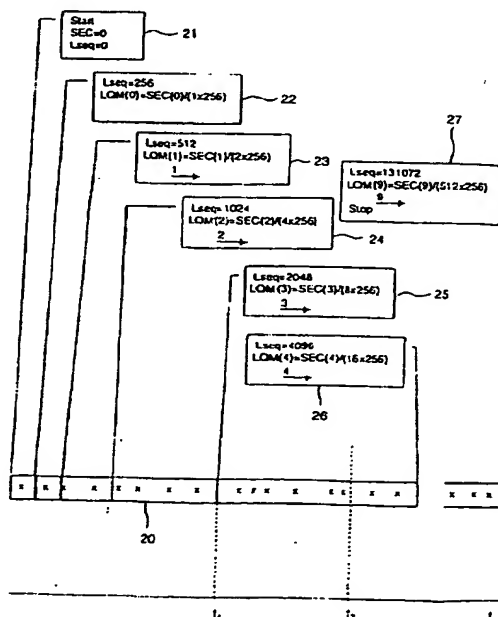 Start
SEC=0
Lseq=0
21
Lseq=256
LOM(0)=SEC(0)/(1x256)
22
Lseq=512
LOM(1)=SEC(1)/(2x256)
1
23
27
Lseq=131072
LOM(9)=SEC(9)/(512x256)
9
Stop
Lseq=1024
LOM(2)=SEC(2)/(4x256)
2
24
Lseq=2048
LOM(3)=SEC(3)/(8x256)
3
25
Lseq=4096
LOM(4)=SEC(4)/(16x256)
4
26
x x x x x x x x x x x x x x x x x x x x
20